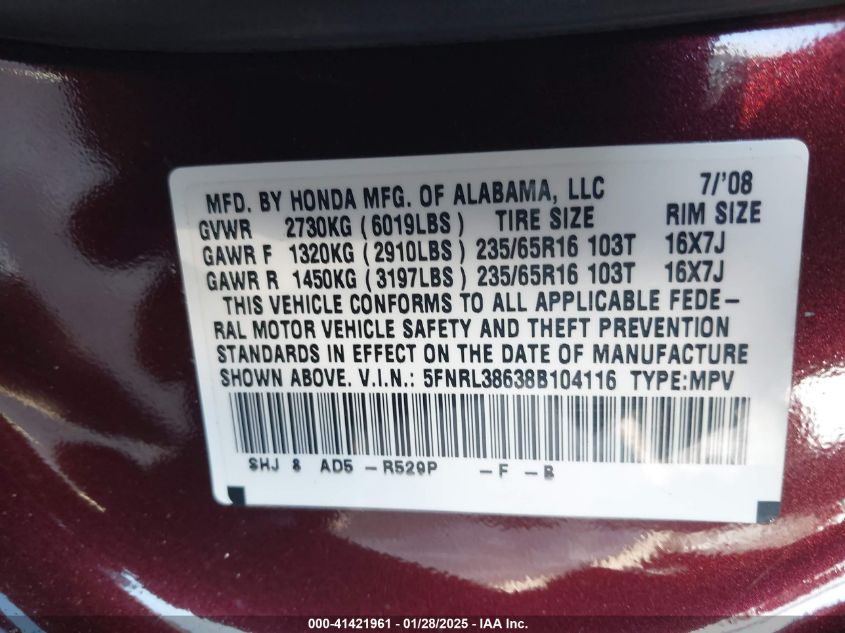 MFD. BY HONDA MFG. OF ALABAMA, LLC 7/'08
GVWR 2730KG (6019LBS) TIRE SIZE RIM SIZE
GAWR F 1320KG (2910LBS) 235/65R16 103T 16X7J
GAWR R 1450KG (3197LBS) 235/65R16 103T 16X7J
THIS VEHICLE CONFORMS TO ALL APPLICABLE FEDE-
RAL MOTOR VEHICLE SAFETY AND THEFT PREVENTION
STANDARDS IN EFFECT ON THE DATE OF MANUFACTURE
SHOWN ABOVE. V.I.N.: 5FNRL38638B104116 TYPE:MPV
SHJ 8 AD5 -R529P -F -B
000-41421961 - 01/28/2025 - IAA Inc.